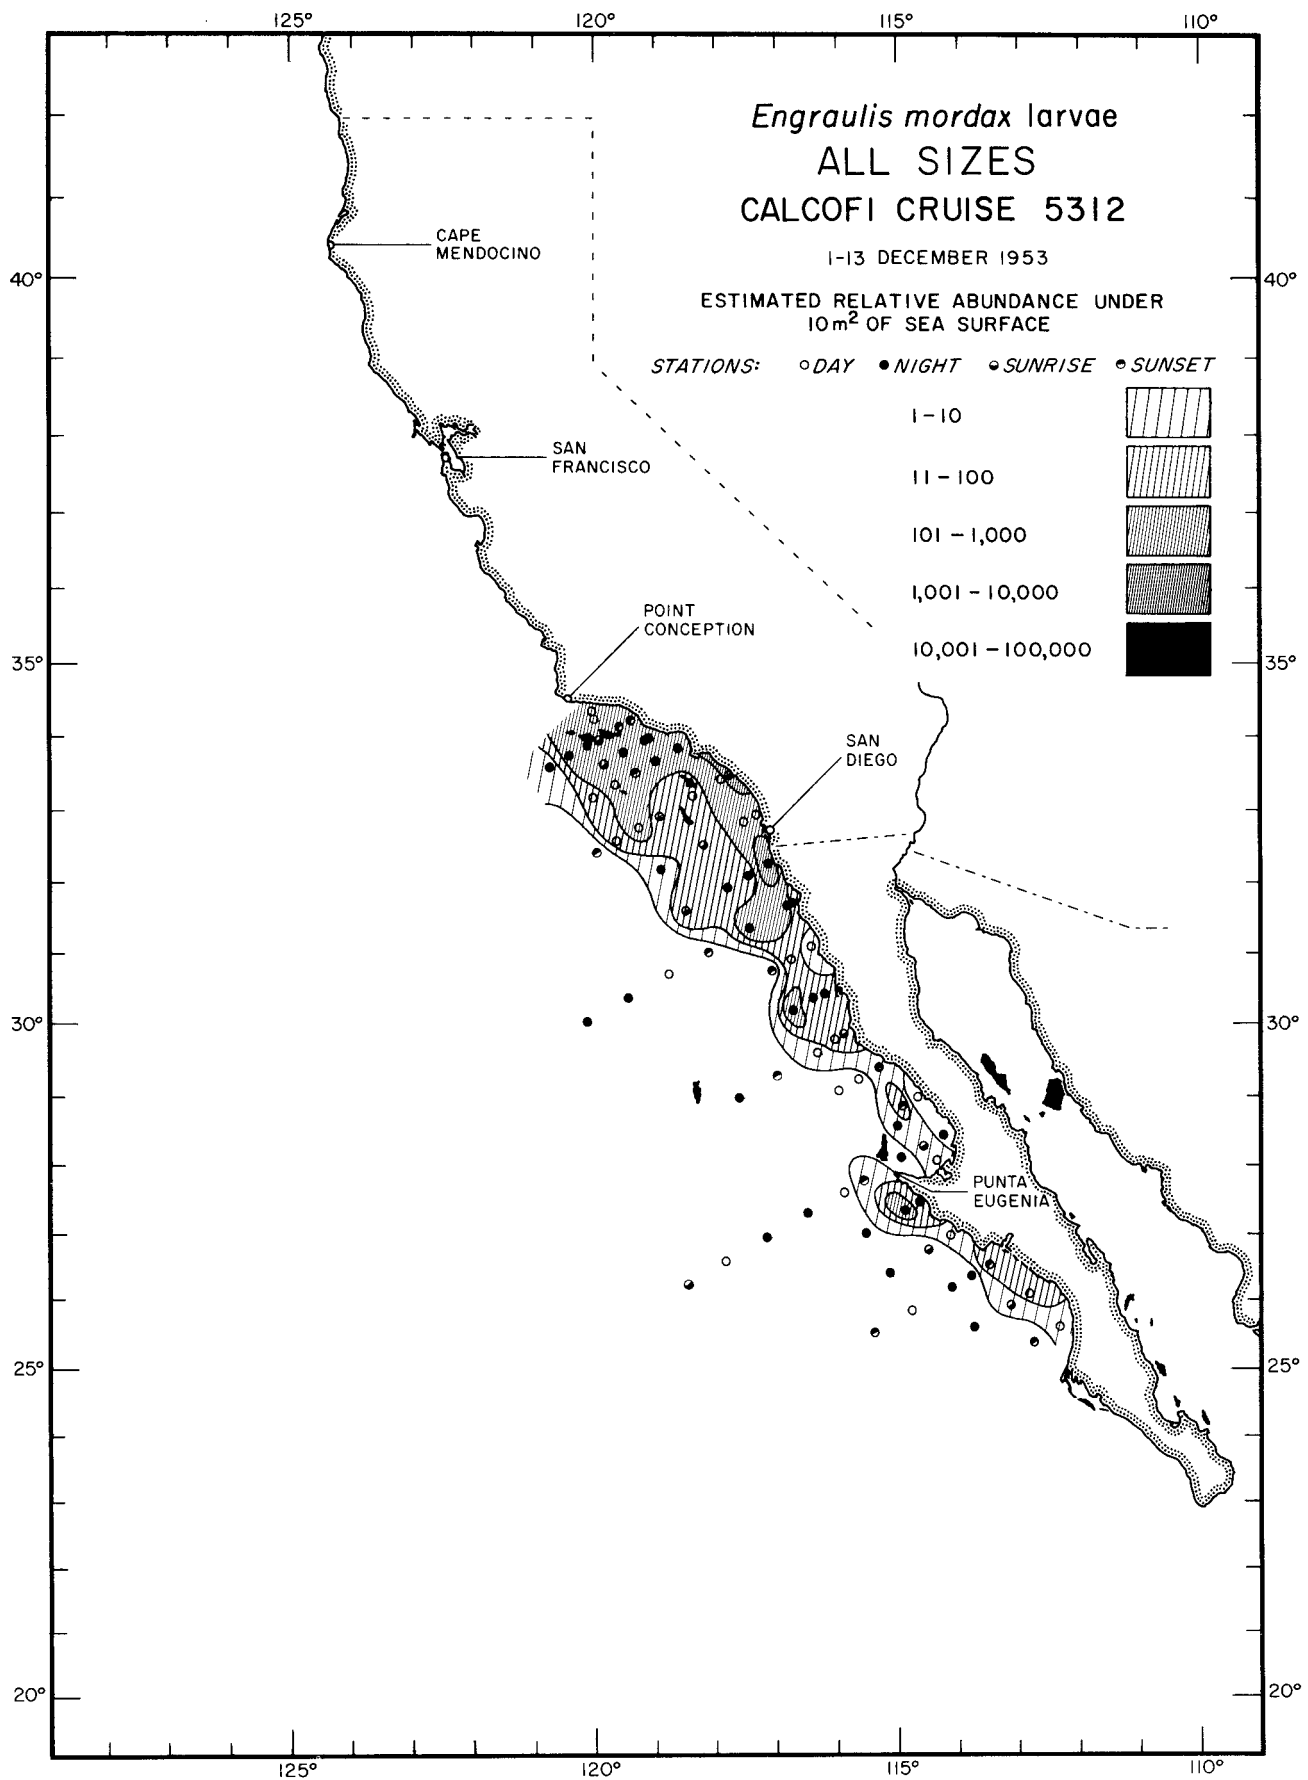 125° 120° 115° 110°
Engraulis mordax larvae
ALL SIZES
CALCOFI CRUISE 5312
1-13 DECEMBER 1953
ESTIMATED RELATIVE ABUNDANCE UNDER
10m² OF SEA SURFACE
STATIONS: DAY NIGHT SUNRISE SUNSET
1-10
11-100
101-1,000
1,001-10,000
10,001-100,000
CAPE
MENDOCINO
40° 40°
SAN
FRANCISCO
POINT
CONCEPTION
35° 35°
SAN
DIEGO
30° 30°
PUNTA
EUGENIA
25° 25°
20° 20°
125° 120° 115° 110°